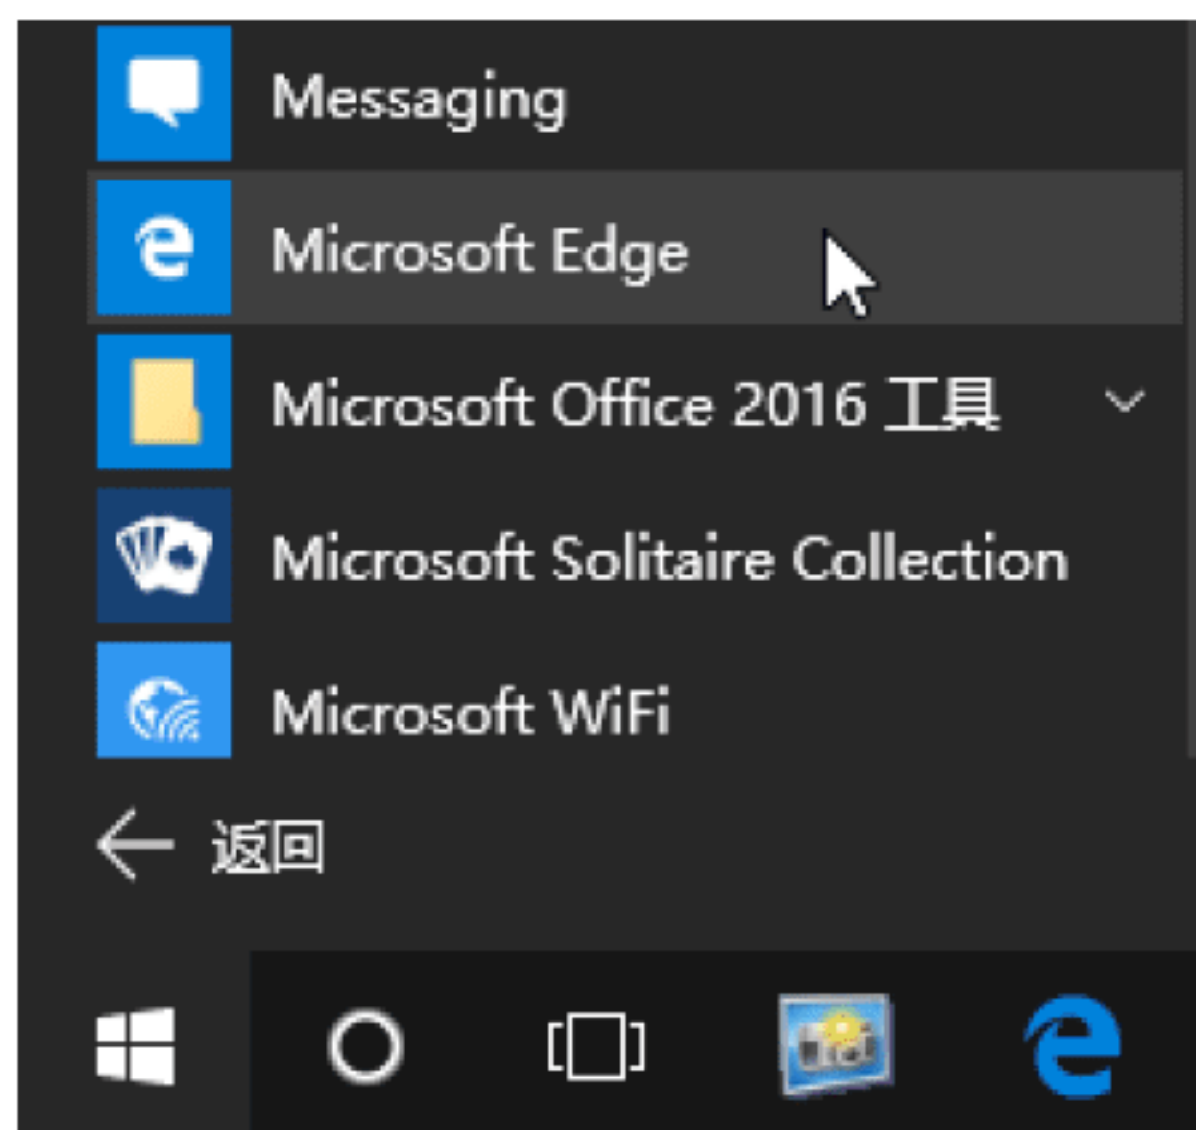 Messaging
Microsoft Edge
Microsoft Office 2016 工具
Microsoft Solitaire Collection
Microsoft WiFi
返回